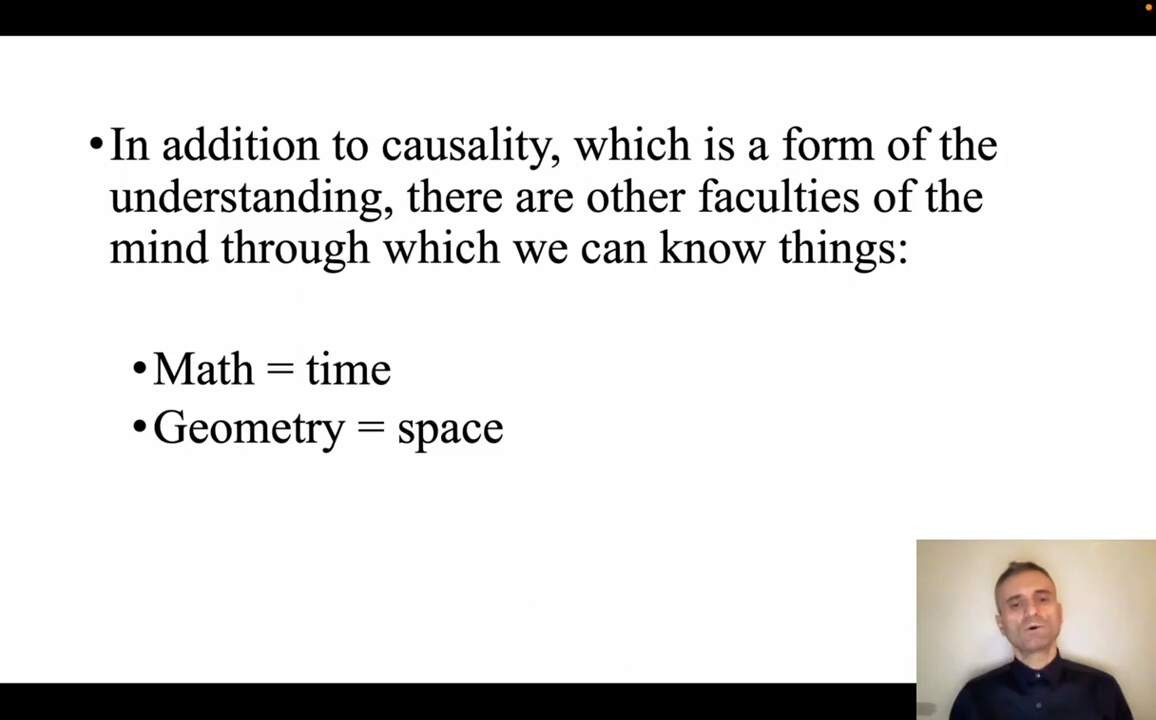 •In addition to causality, which is a form of the
understanding, there are other faculties of the
mind through which we can know things:
•Math = time
•Geometry = space